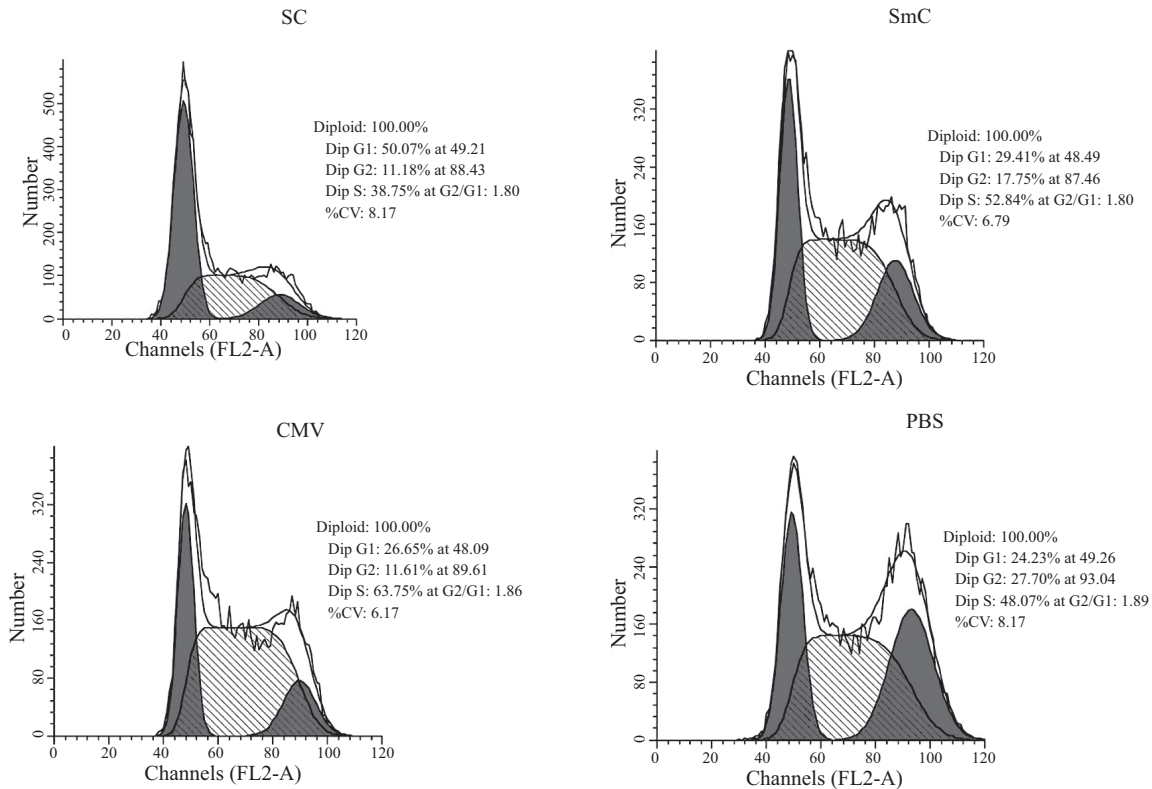 SC
Number
500
400
300
200
100
0
0 20 40 60 80 100 120
Channels (FL2-A)
Diploid: 100.00%
Dip G1: 50.07% at 49.21
Dip G2: 11.18% at 88.43
Dip S: 38.75% at G2/G1: 1.80
%CV: 8.17
SmC
Number
320
240
160
80
0
0 20 40 60 80 100 120
Channels (FL2-A)
Diploid: 100.00%
Dip G1: 29.41% at 48.49
Dip G2: 17.75% at 87.46
Dip S: 52.84% at G2/G1: 1.80
%CV: 6.79
CMV
Number
320
240
160
80
0
0 20 40 60 80 100 120
Channels (FL2-A)
Diploid: 100.00%
Dip G1: 26.65% at 48.09
Dip G2: 11.61% at 89.61
Dip S: 63.75% at G2/G1: 1.86
%CV: 6.17
PBS
Number
320
240
160
80
0
0 20 40 60 80 100 120
Channels (FL2-A)
Diploid: 100.00%
Dip G1: 24.23% at 49.26
Dip G2: 27.70% at 93.04
Dip S: 48.07% at G2/G1: 1.89
%CV: 8.17